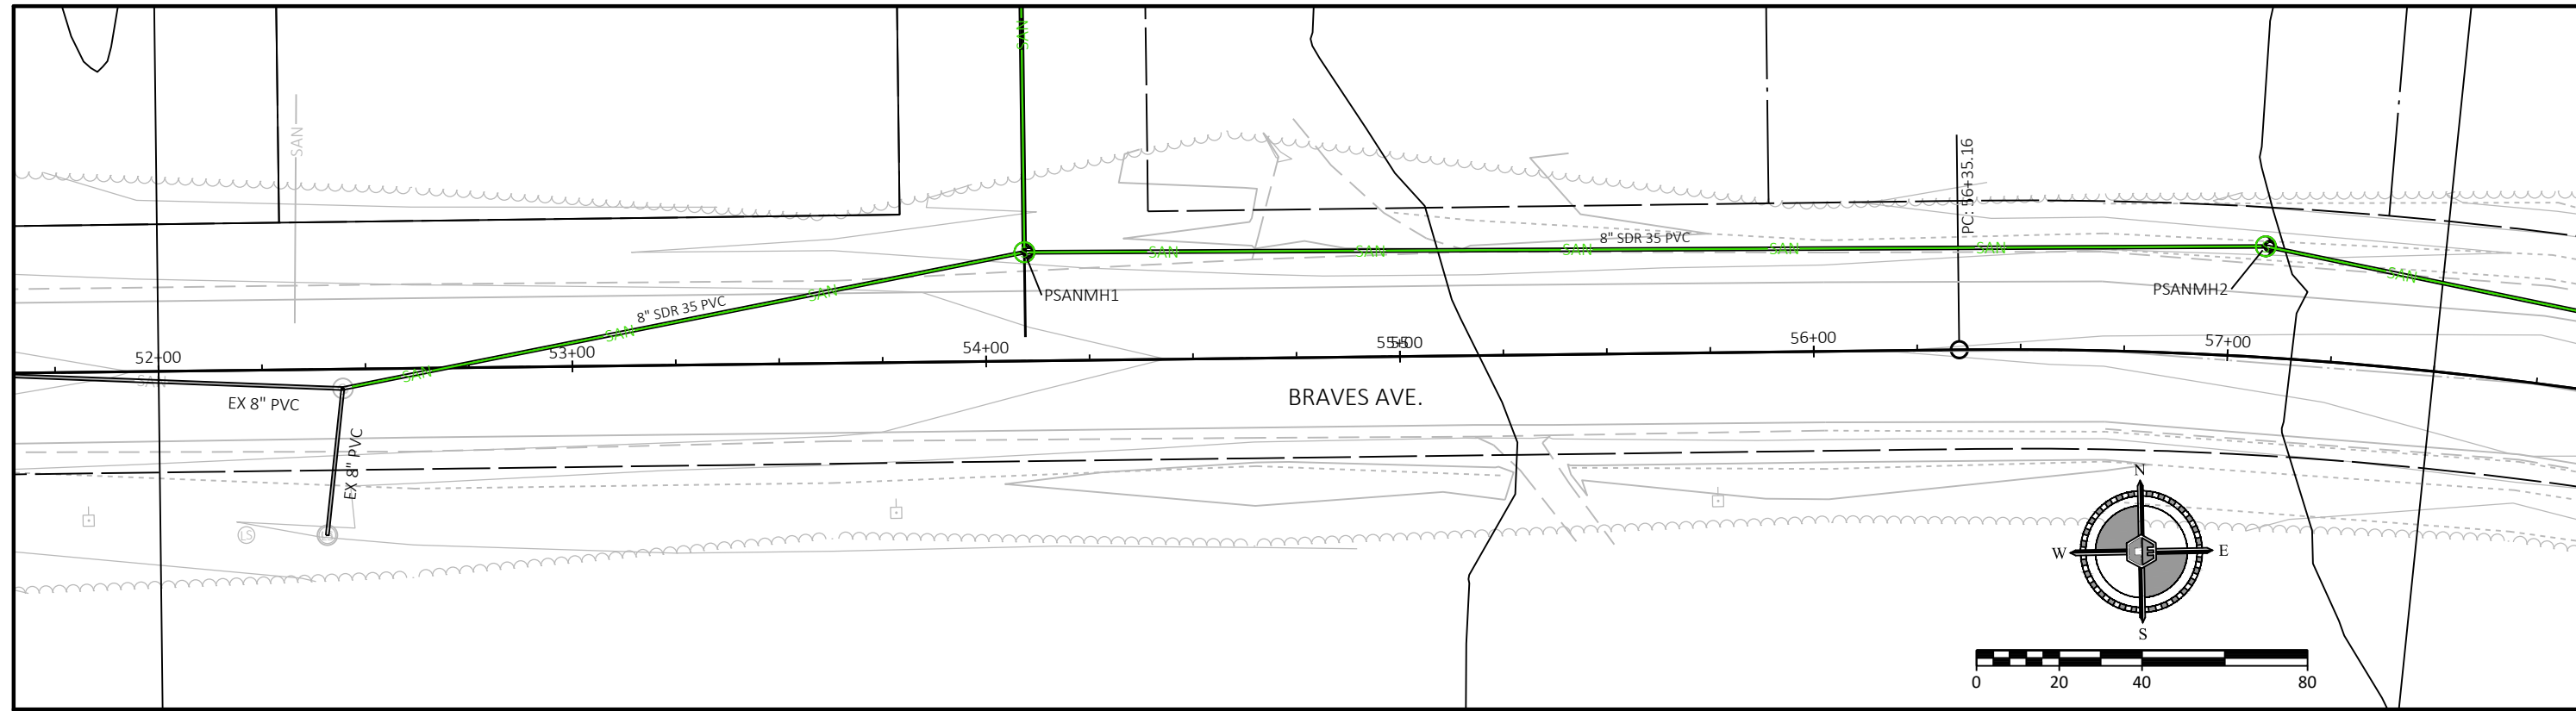 SAN
SAN
PC: 56+35.16
SAN
SAN
SAN
8" SDR 35 PVC
SAN
SAN
SAN
PSANMH1
PSANMH2
SAN
8" SDR 35 PVC
SAN
52+00
53+00
54+00
55+00
56+00
57+00
SAN
SAN
EX 8" PVC
BRAVES AVE.
EX 8" PVC
LS
N
W
E
S
0 20 40 80